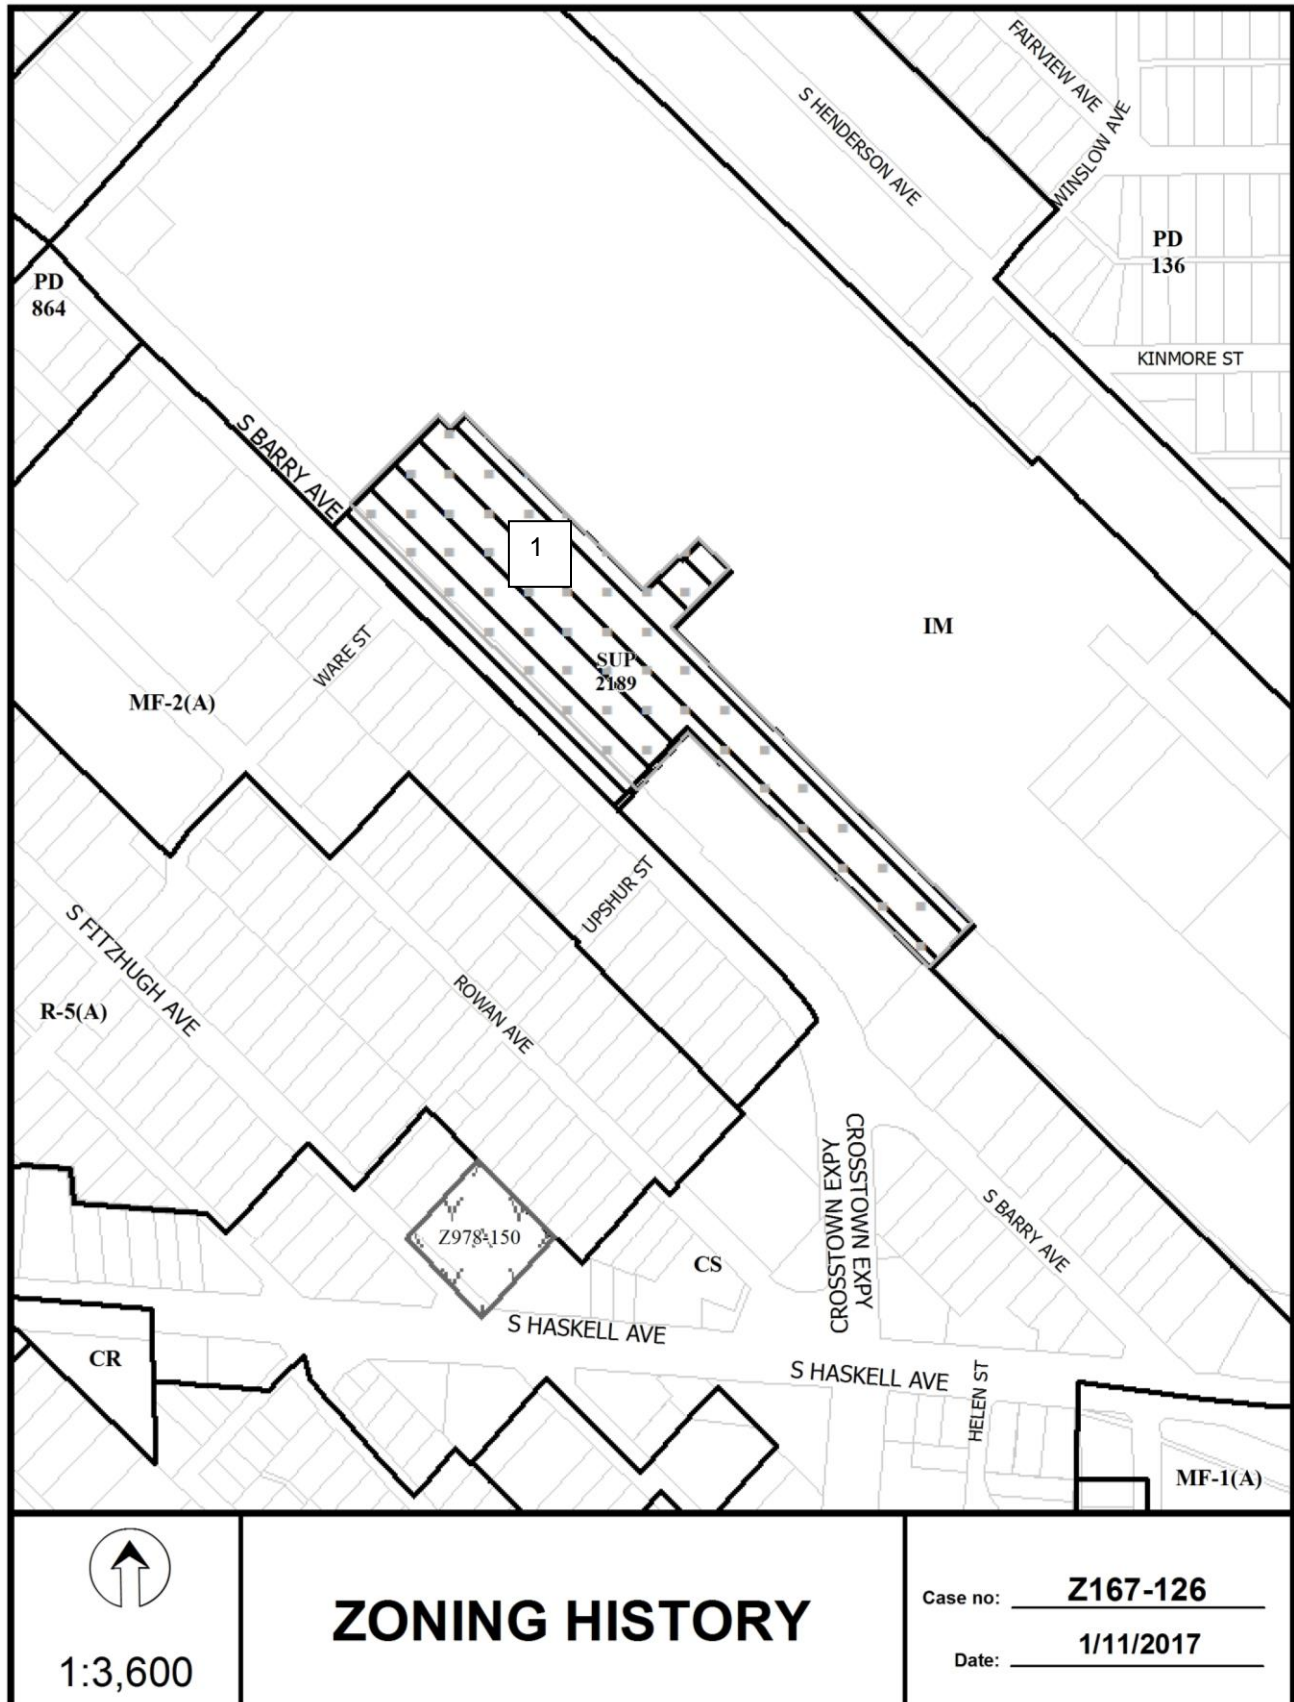 FAIRVIEW AVE
S HENDERSON AVE
WINSLOW AVE
PD
136
PD
864
KINMORE ST
S BARRY AVE
1
IM
WARE ST
SUP
2189
MF-2(A)
UPSHUR ST
S FITZHUGH AVE
ROWAN AVE
R-5(A)
CROSSTOWN EXPY
CROSSTOWN EXPY
S BARRY AVE
Z978-150
CS
S HASKELL AVE
CR
S HASKELL AVE
HELEN ST
MF-1(A)
1:3,600
ZONING HISTORY
Case no: Z167-126
Date: 1/11/2017